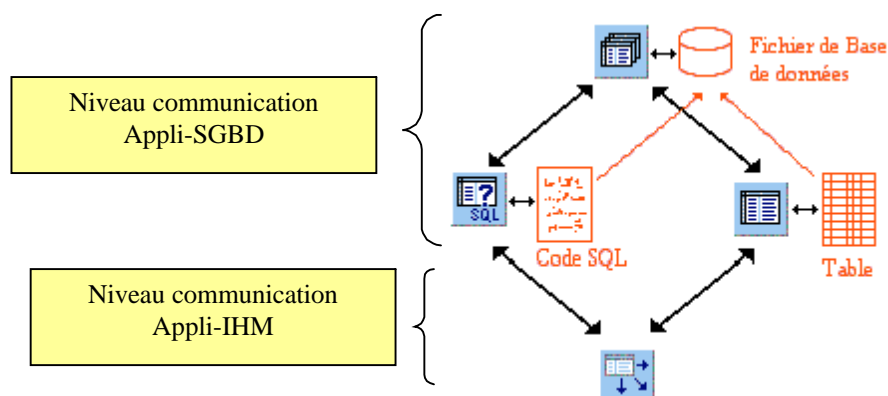 Fichier de Base
de données
Niveau communication
Appli-SGBD
?
SQL
Code SQL
Table
Niveau communication
Appli-IHM